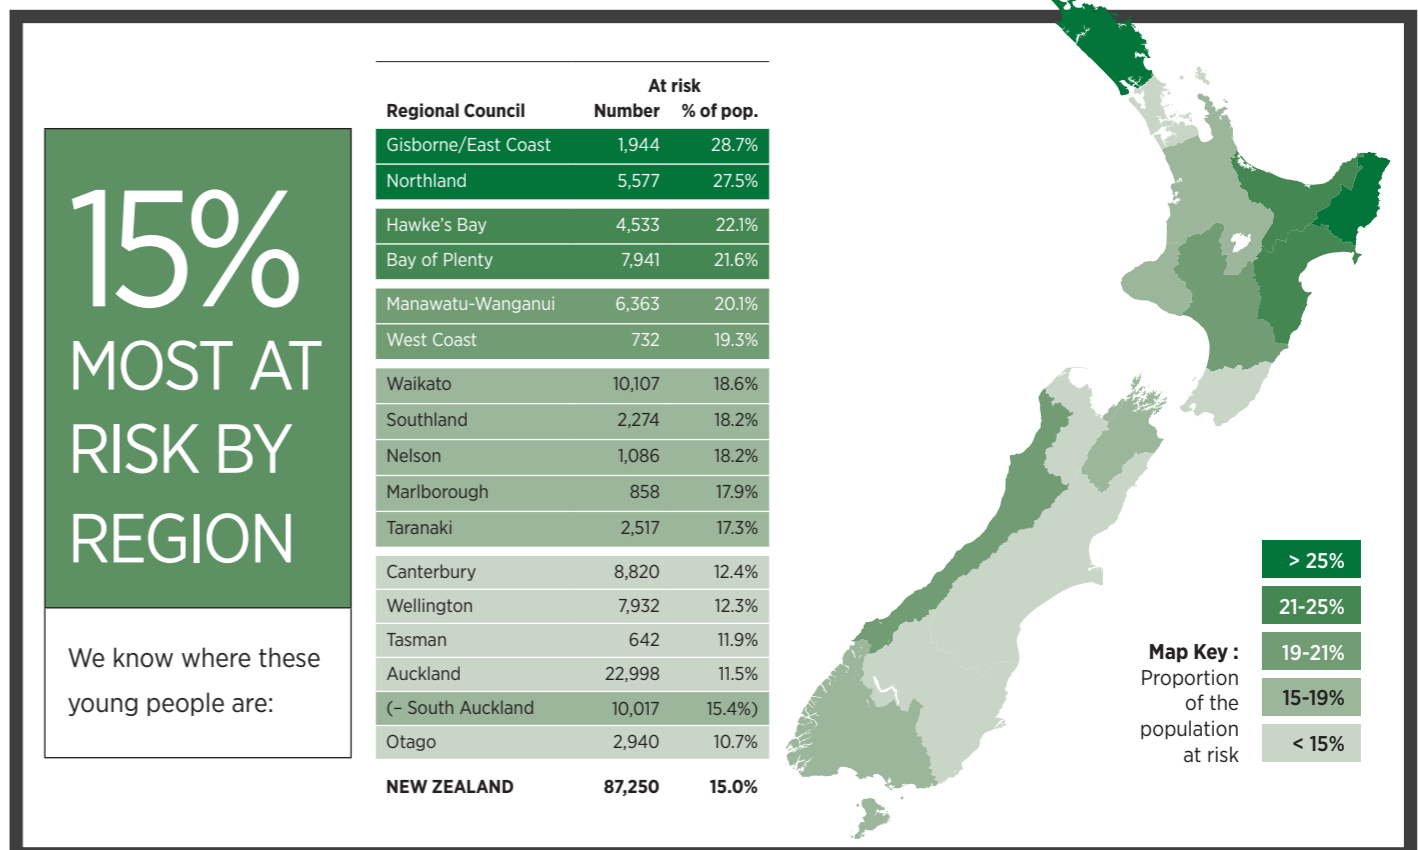 15%
MOST AT
RISK BY
REGION
We know where these
young people are:
At risk
Regional Council Number % of pop.
Gisborne/East Coast 1,944 28.7%
Northland 5,577 27.5%
Hawke's Bay 4,533 22.1%
Bay of Plenty 7,941 21.6%
Manawatu-Wanganui 6,363 20.1%
West Coast 732 19.3%
Waikato 10,107 18.6%
Southland 2,274 18.2%
Nelson 1,086 18.2%
Marlborough 858 17.9%
Taranaki 2,517 17.3%
Canterbury 8,820 12.4%
Wellington 7,932 12.3%
Tasman 642 11.9%
Auckland 22,998 11.5%
(– South Auckland 10,017 15.4%)
Otago 2,940 10.7%
NEW ZEALAND 87,250 15.0%
Map Key :
Proportion
of the
population
at risk
> 25%
21-25%
19-21%
15-19%
< 15%